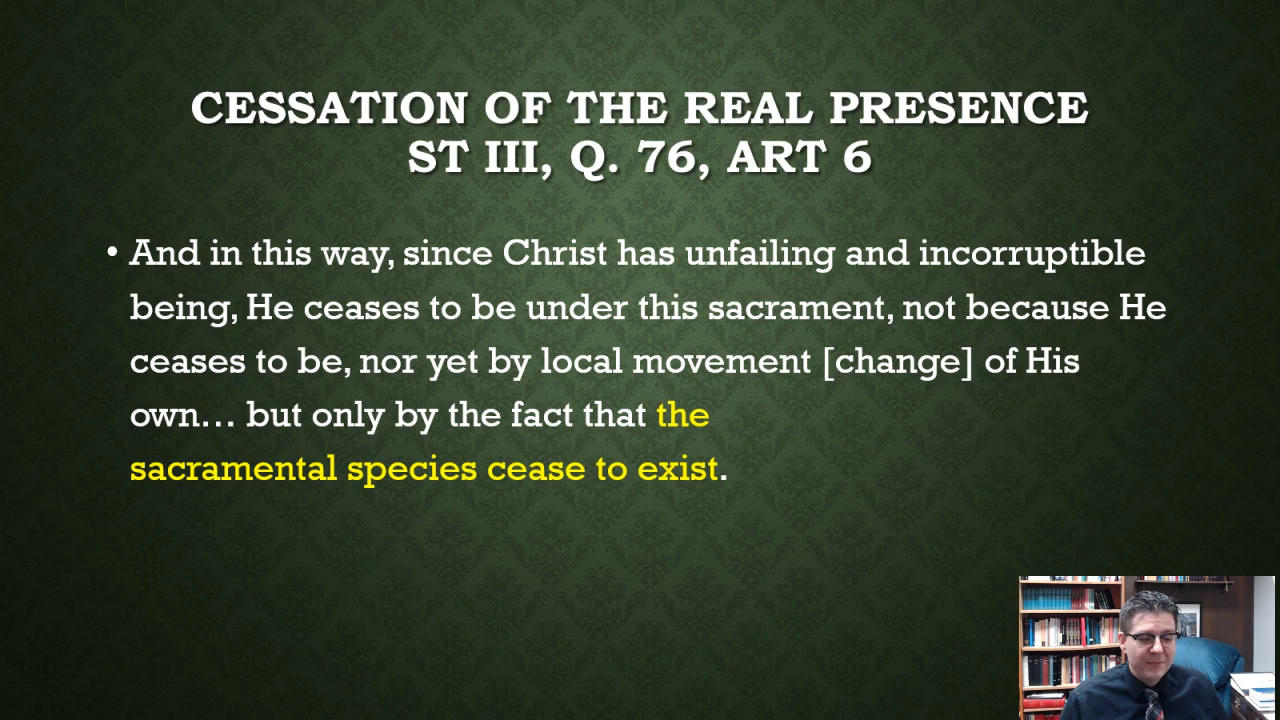 CESSATION OF THE REAL PRESENCE
ST III, Q. 76, ART 6
• And in this way, since Christ has unfailing and incorruptible
being, He ceases to be under this sacrament, not because He
ceases to be, nor yet by local movement [change] of His
own… but only by the fact that the
sacramental species cease to exist.